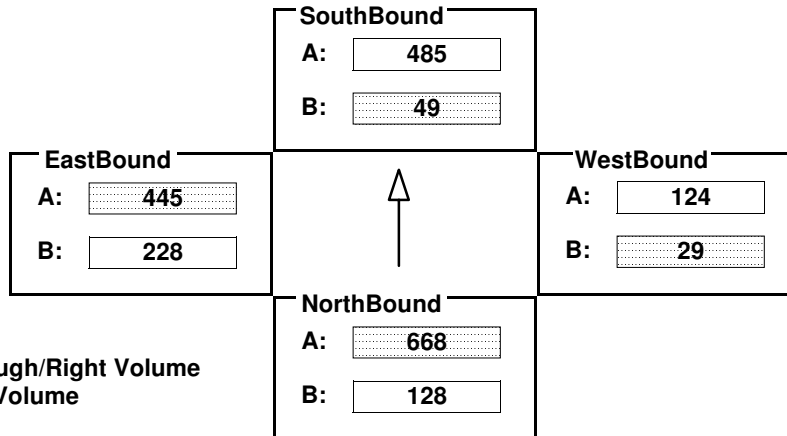 SouthBound
A: 485
B: 49
EastBound
A: 445
B: 228
WestBound
A: 124
B: 29
NorthBound
A: 668
B: 128
ugh/Right Volume
Volume